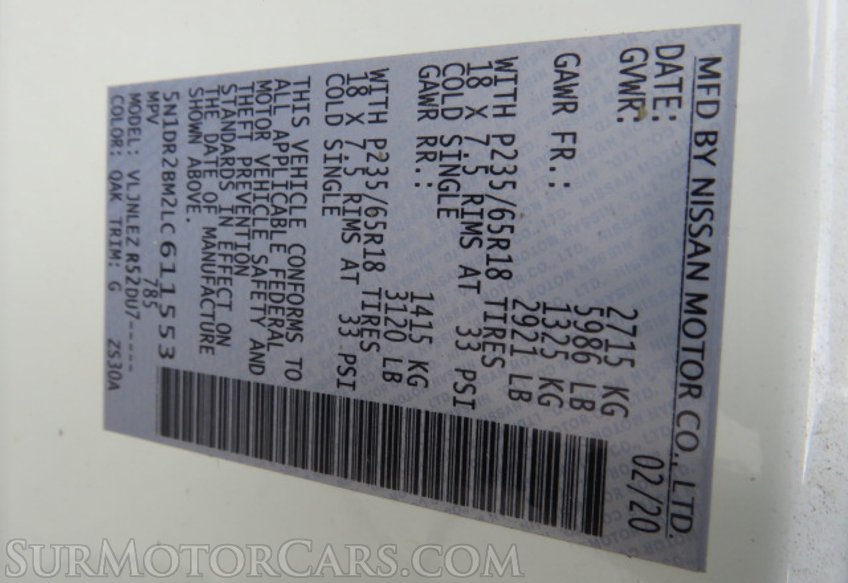 MFD BY NISSAN MOTOR CO., LTD.
DATE: 02/20
GVWR: 2715 KG
5986 LB
GAWR FR.: 1325 KG
2921 LB
WITH P235/65R18 TIRES
18 X 7.5 RIMS AT 33 PSI
COLD SINGLE
GAWR RR.: 1415 KG
3120 LB
WITH P235/65R18 TIRES
18 X 7.5 RIMS AT 33 PSI
COLD SINGLE
THIS VEHICLE CONFORMS TO
ALL APPLICABLE FEDERAL
MOTOR VEHICLE SAFETY AND
THEFT PREVENTION
STANDARDS IN EFFECT ON
THE DATE OF MANUFACTURE
SHOWN ABOVE.
5N1DR2BM2LC611553
MPV 785
MODEL: VLJNLEZ R52DU7-----
COLOR: QAK TRIM: G ZS30A
SURMOTORCARS.COM